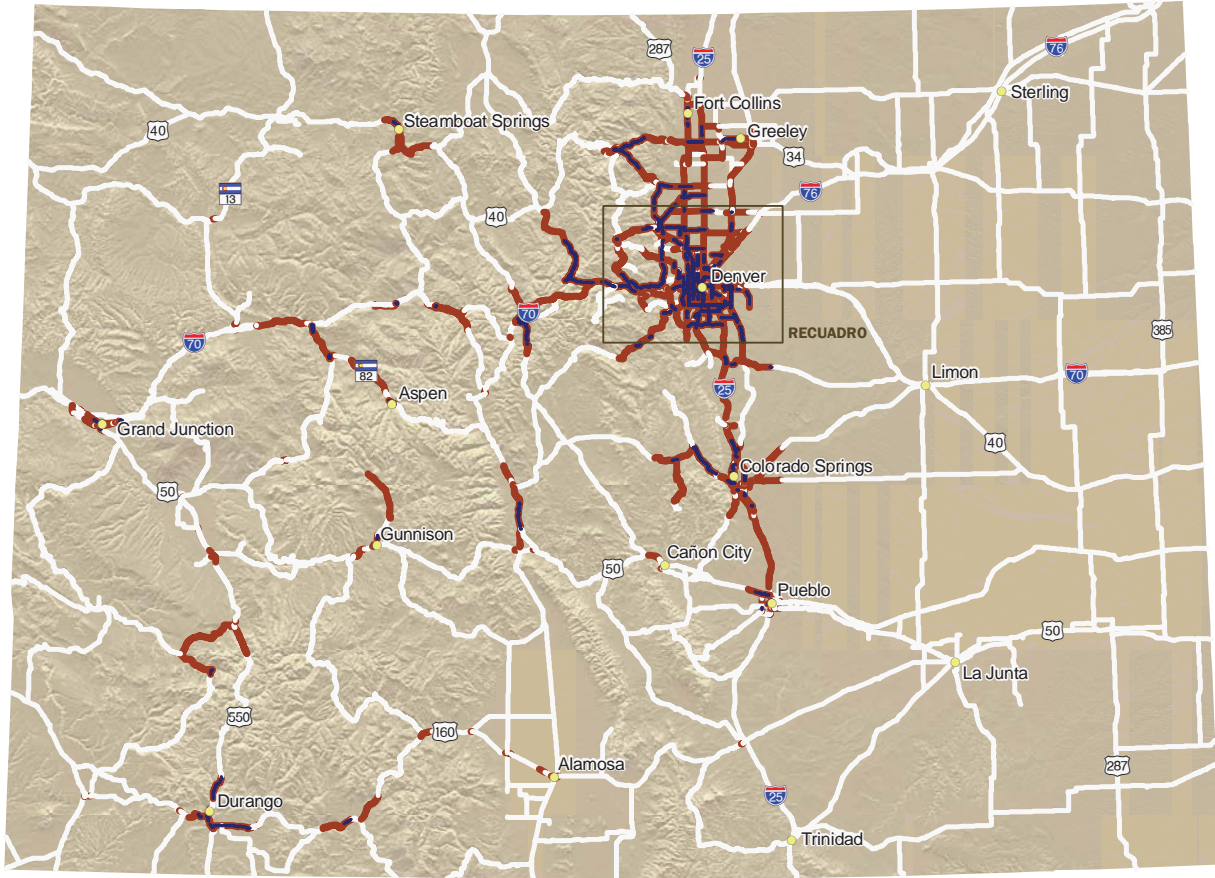 287
25
76
Sterling
Fort Collins
Steamboat Springs
40
Greeley
34
13
76
40
Denver
70
RECUADRO
385
70
Limon
70
82
25
Aspen
Grand Junction
40
Colorado Springs
50
Gunnison
Cañon City
50
Pueblo
50
La Junta
550
160
Alamosa
287
25
Durango
Trinidad